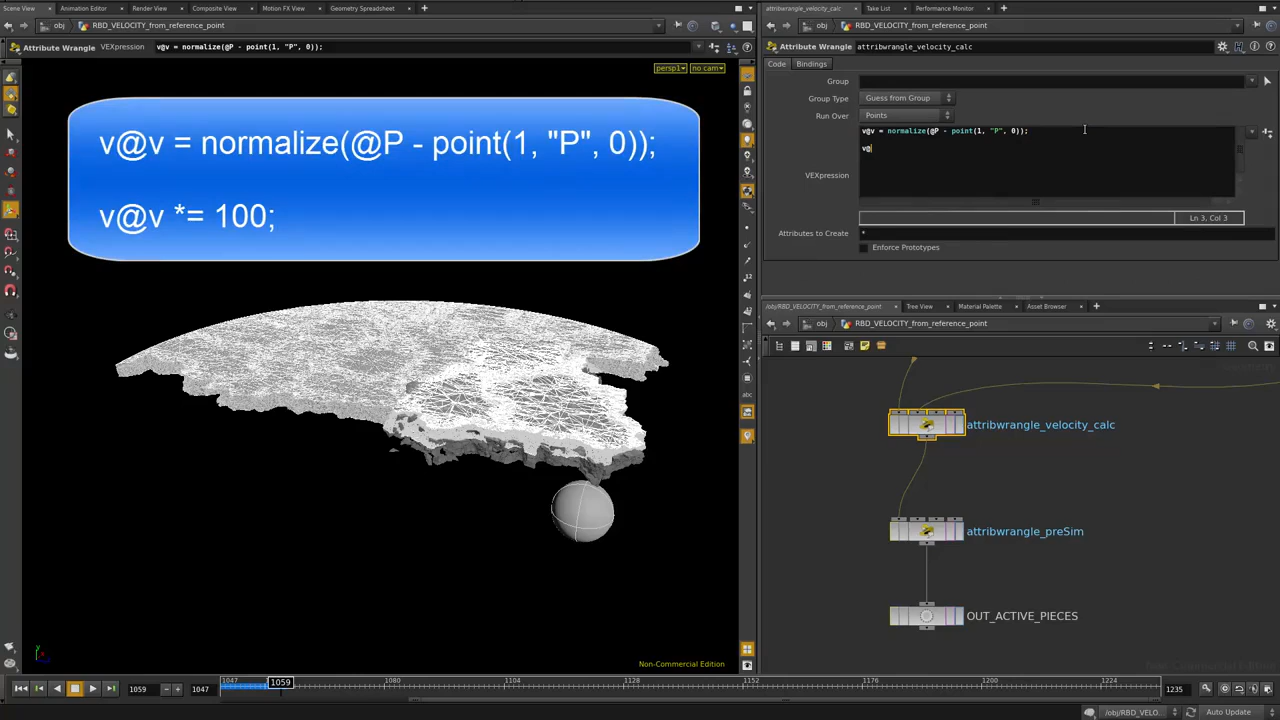 Scene View
Animation Editor
Render View
Composite View
Motion FX View
Geometry Spreadsheet
obj
RBD_VELOCITY_from_reference_point
Attribute Wrangle
VEXpression
v@v = normalize(@P - point(1, "P", 0));
persp1
no cam
v@v = normalize(@P - point(1, "P", 0));
v@v *= 100;
Non-Commercial Edition
attribwrangle_velocity_calc
Take List
Performance Monitor
obj
RBD_VELOCITY_from_reference_point
Attribute Wrangle
attribwrangle_velocity_calc
Code
Bindings
Group
Group Type
Guess from Group
Run Over
Points
v@v = normalize(@P - point(1, "P", 0));
v@
VEXpression
Ln 3, Col 3
Attributes to Create
*
Enforce Prototypes
/obj/RBD_VELOCITY_from_reference_point
Tree View
Material Palette
Asset Browser
obj
RBD_VELOCITY_from_reference_point
attribwrangle_velocity_calc
attribwrangle_preSim
OUT_ACTIVE_PIECES
1059
1047
1047
1059
1080
1104
1128
1152
1176
1200
1224
1235
/obj/RBD_VELO...
Auto Update